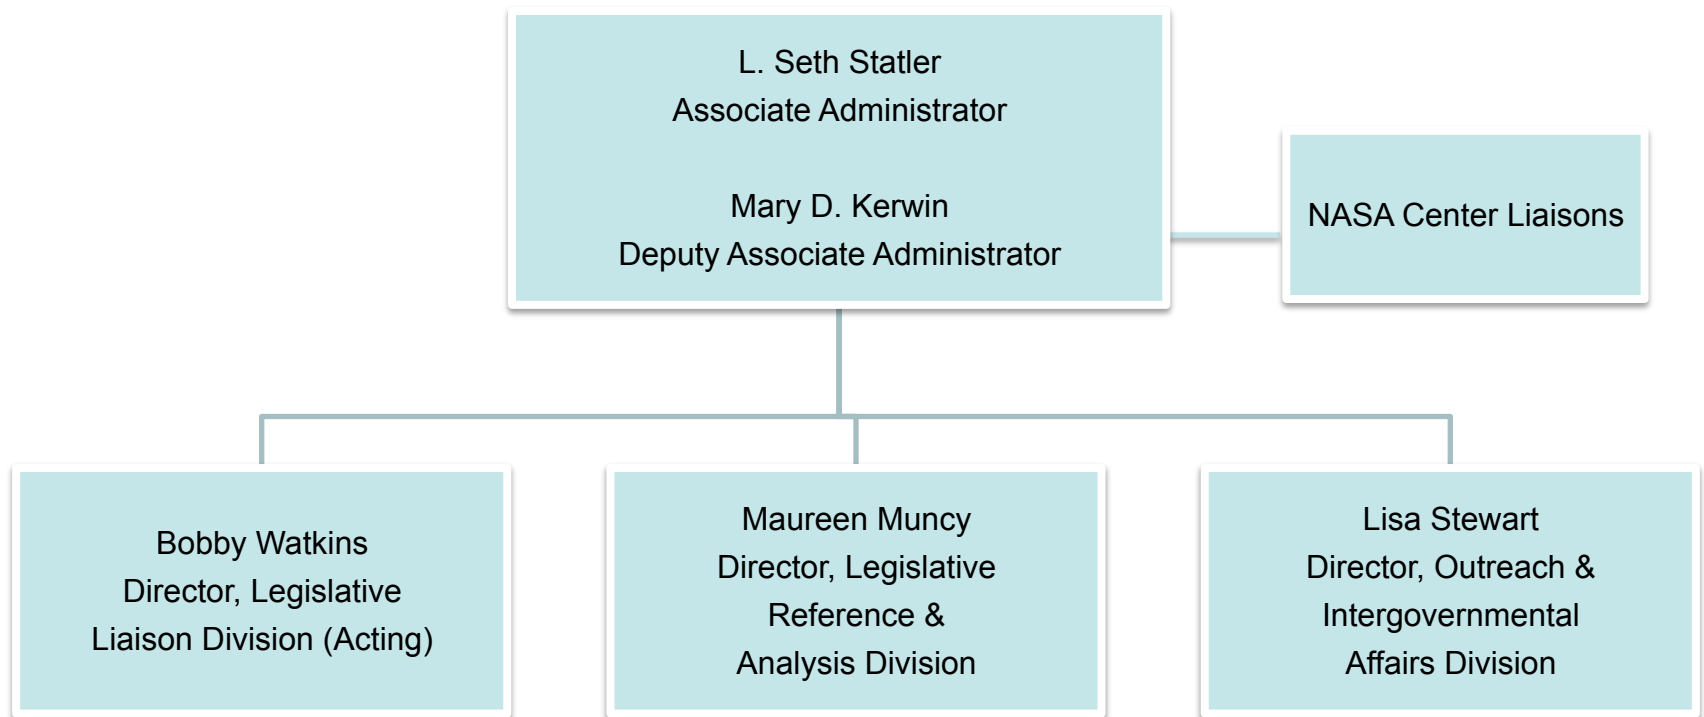 L. Seth Statler
Associate Administrator
Mary D. Kerwin
Deputy Associate Administrator
NASA Center Liaisons
Bobby Watkins
Director, Legislative
Liaison Division (Acting)
Maureen Muncy
Director, Legislative
Reference &
Analysis Division
Lisa Stewart
Director, Outreach &
Intergovernmental
Affairs Division